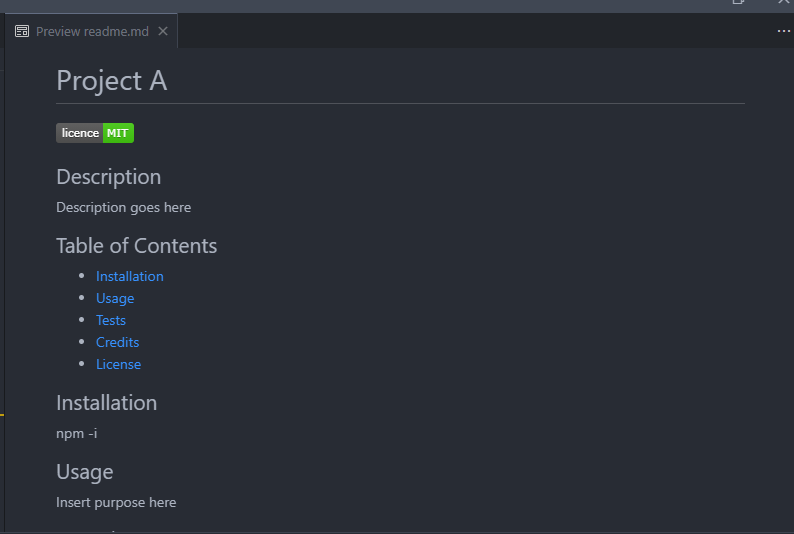 Preview readme.md
Project A
licence MIT
Description
Description goes here
Table of Contents
Installation
Usage
Tests
Credits
License
Installation
npm -i
Usage
Insert purpose here